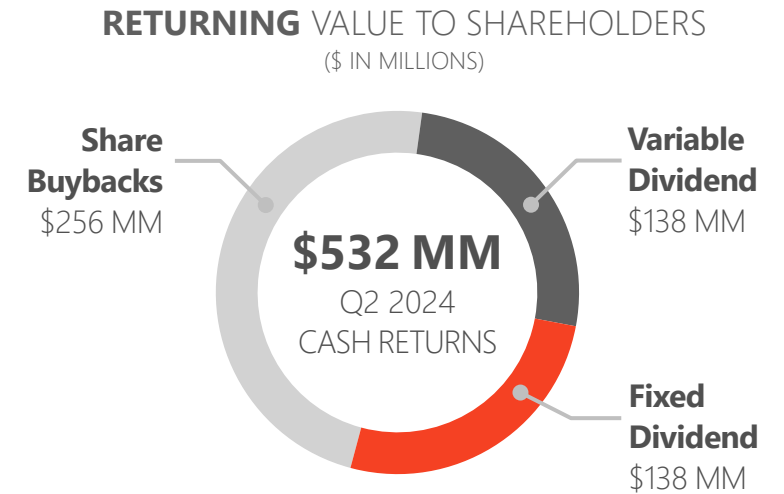 RETURNING VALUE TO SHAREHOLDERS
($ IN MILLIONS)
Share
Buybacks
$256 MM
Variable
Dividend
$138 MM
$532 MM
Q2 2024
CASH RETURNS
Fixed
Dividend
$138 MM